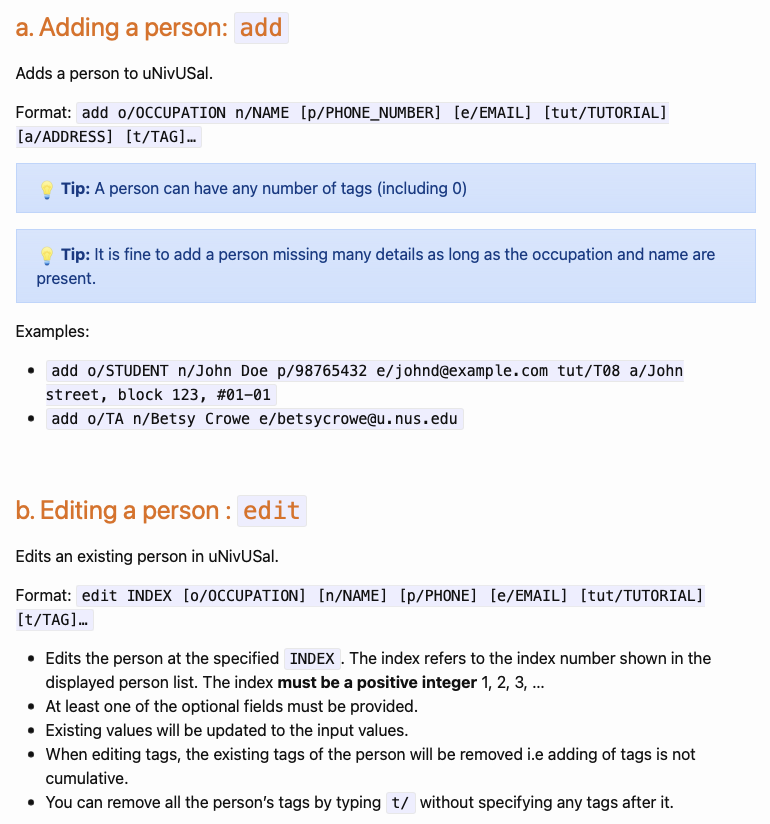 a. Adding a person: add
Adds a person to uNivUSal.
Format: add o/OCCUPATION n/NAME [p/PHONE_NUMBER] [e/EMAIL] [tut/TUTORIAL]
[a/ADDRESS] [t/TAG]…
💡 Tip: A person can have any number of tags (including 0)
💡 Tip: It is fine to add a person missing many details as long as the occupation and name are
present.
Examples:
• add o/STUDENT n/John Doe p/98765432 e/johnd@example.com tut/T08 a/John
street, block 123, #01-01
• add o/TA n/Betsy Crowe e/betsycrowe@u.nus.edu
b. Editing a person : edit
Edits an existing person in uNivUSal.
Format: edit INDEX [o/OCCUPATION] [n/NAME] [p/PHONE] [e/EMAIL] [tut/TUTORIAL]
[t/TAG]…
• Edits the person at the specified INDEX . The index refers to the index number shown in the
displayed person list. The index must be a positive integer 1, 2, 3, …
• At least one of the optional fields must be provided.
• Existing values will be updated to the input values.
• When editing tags, the existing tags of the person will be removed i.e adding of tags is not
cumulative.
• You can remove all the person’s tags by typing t/ without specifying any tags after it.